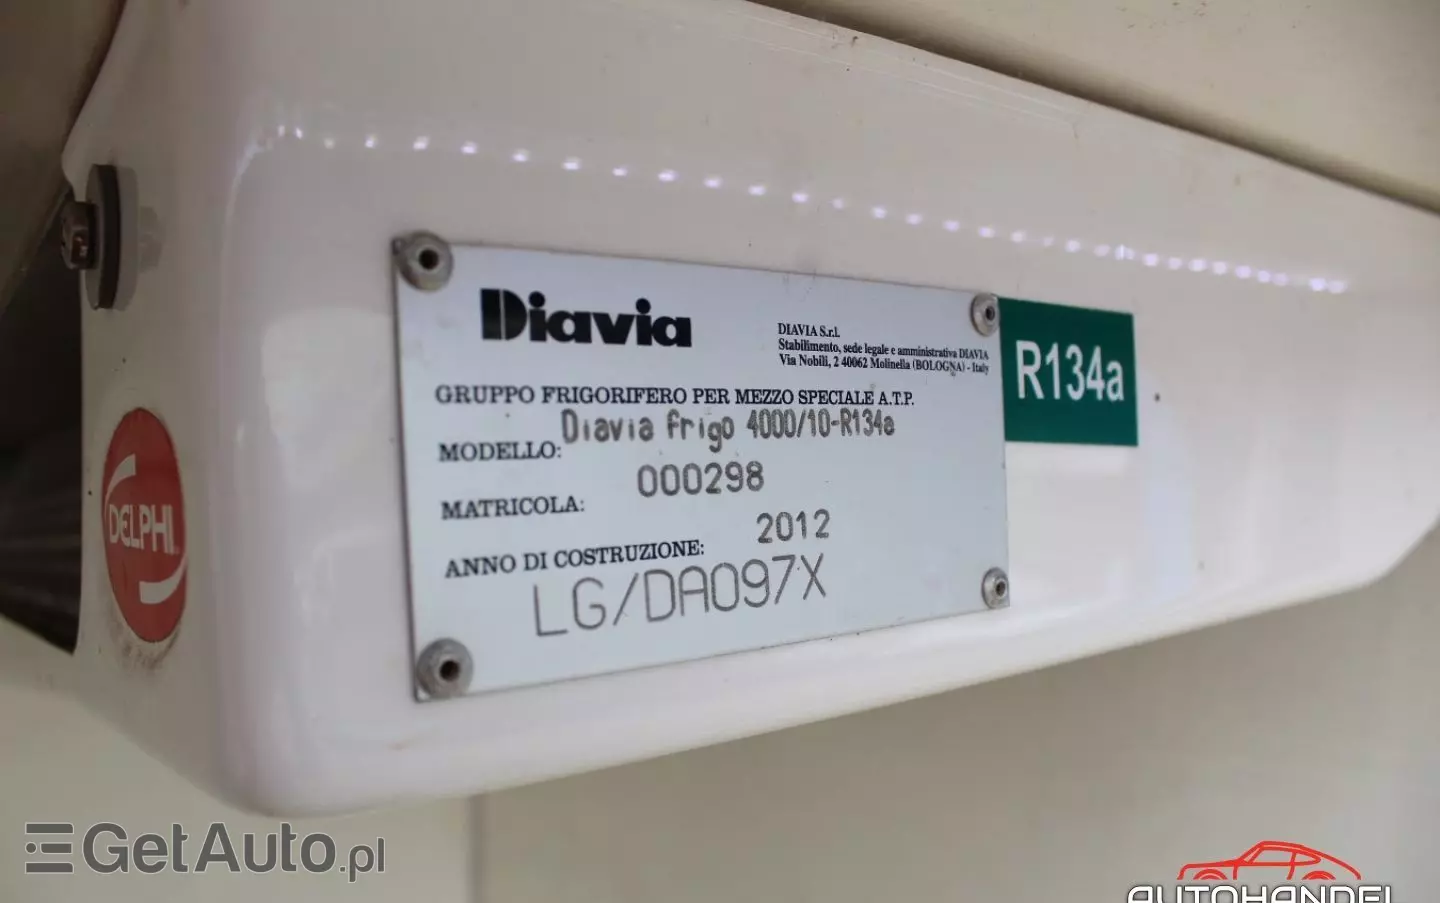 Diavia
DIAVIA S.r.l.
Stabilimento, sede legale e amministrativa DIAVIA
Via Nobili, 2 40062 Molinella (BOLOGNA) - Italy
R134a
GRUPPO FRIGORIFERO PER MEZZO SPECIALE A.T.P.
MODELLO: Diavia frigo 4000/10-R134a
MATRICOLA: 000298
ANNO DI COSTRUZIONE: 2012
LG/DA097X
DELPHI
GetAuto.pl
AUTOHANDEL